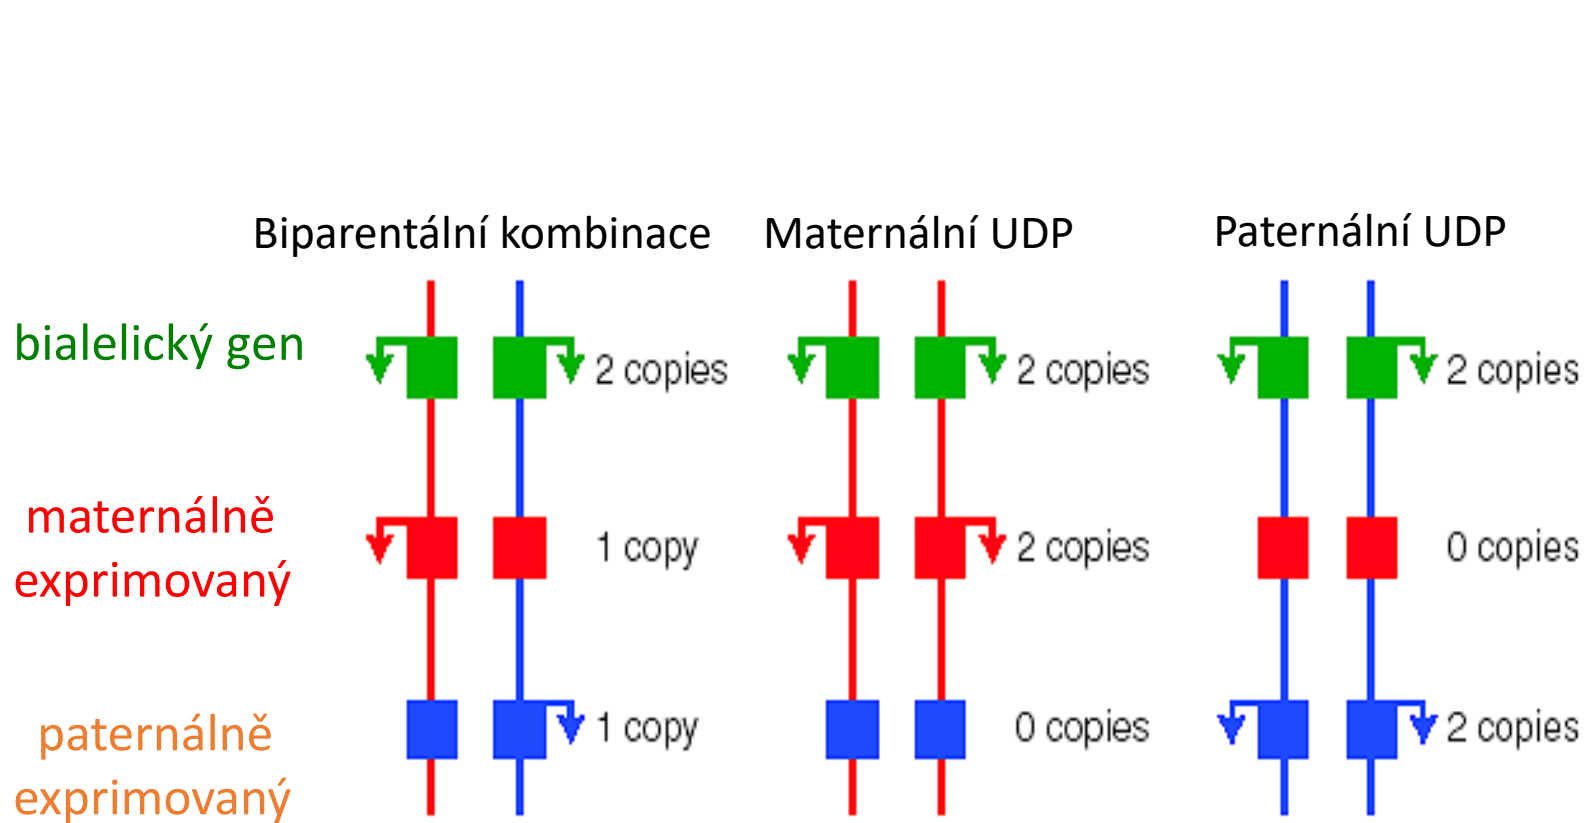 Biparentální kombinace
Maternální UDP
Paternální UDP
bialelický gen
2 copies
2 copies
2 copies
maternálně
exprimovaný
1 copy
2 copies
0 copies
paternálně
exprimovaný
1 copy
0 copies
2 copies